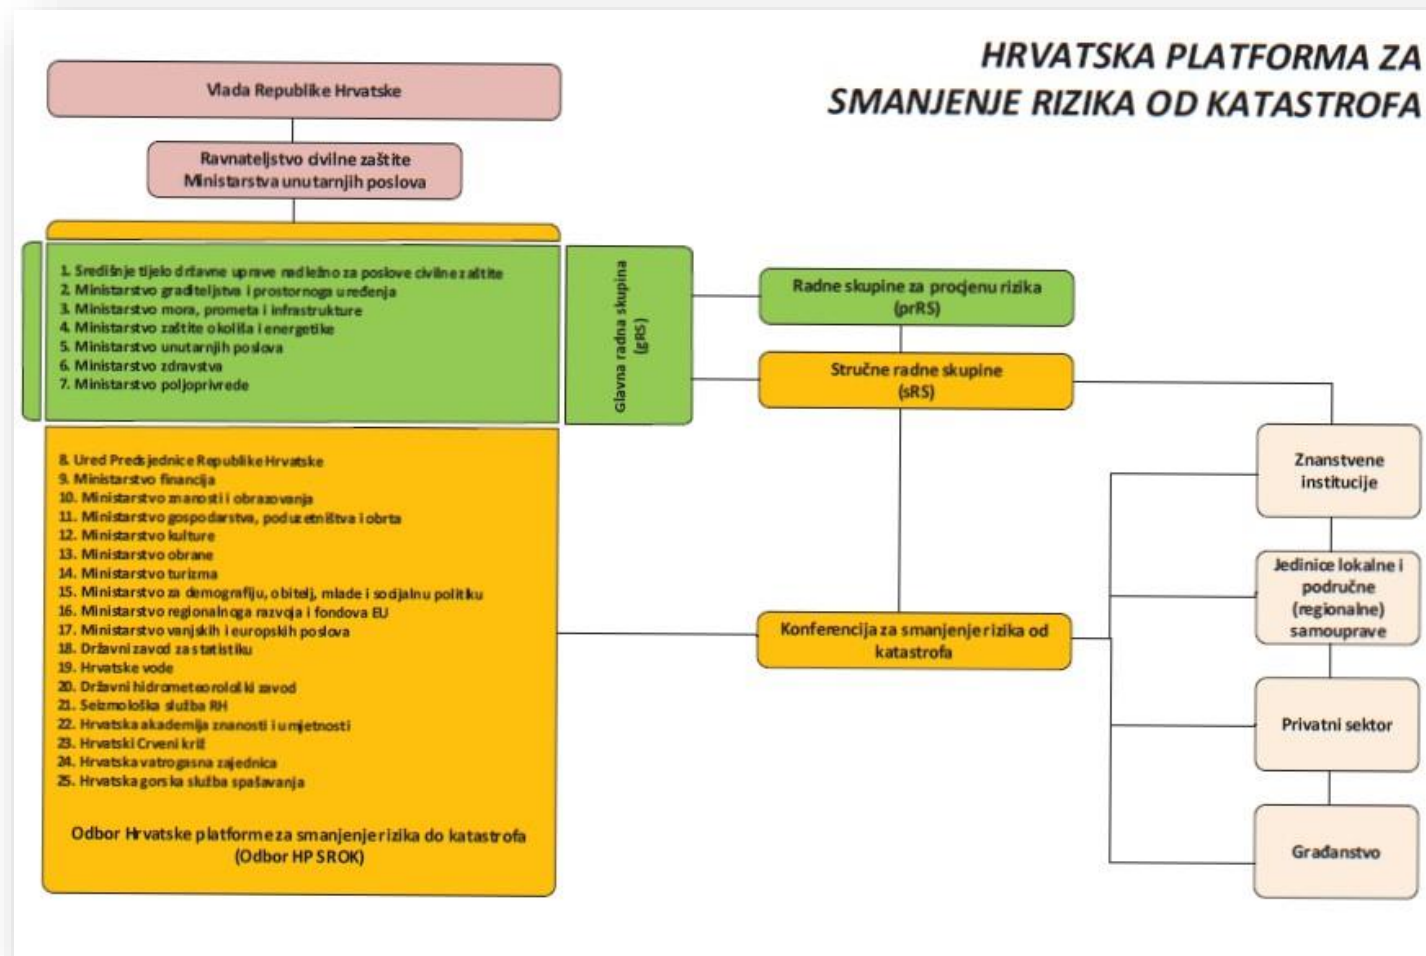 HRVATSKA PLATFORMA ZA
SMANJENJE RIZIKA OD KATASTROFA
Vlada Republike Hrvatske
Ravnateljstvo civilne zaštite
Ministarstva unutarnjih poslova
1. Središnje tijelo državne uprave nadležno za poslove civilne zaštite
2. Ministarstvo graditeljstva i prostornoga uređenja
3. Ministarstvo mora, prometa i infrastrukture
4. Ministarstvo zaštite okoliša i energetike
5. Ministarstvo unutarnjih poslova
6. Ministarstvo zdravstva
7. Ministarstvo poljoprivrede
Glavna radna skupina
(gRS)
Radne skupine za procjenu rizika
(prRS)
Stručne radne skupine
(sRS)
8. Ured Predsjednice Republike Hrvatske
9. Ministarstvo financija
10. Ministarstvo znanosti i obrazovanja
11. Ministarstvo gospodarstva, poduzetništva i obrta
12. Ministarstvo kulture
13. Ministarstvo obrane
14. Ministarstvo turizma
15. Ministarstvo za demografiju, obitelj, mlade i socijalnu politiku
16. Ministarstvo regionalnoga razvoja i fondova EU
17. Ministarstvo vanjskih i europskih poslova
18. Državni zavod za statistiku
19. Hrvatske vode
20. Državni hidrometeorološki zavod
21. Seizmološka služba RH
22. Hrvatska akademija znanosti i umjetnosti
23. Hrvatski Crveni križ
24. Hrvatska vatrogasna zajednica
25. Hrvatska gorska služba spašavanja
Odbor Hrvatske platforme za smanjenje rizika do katastrofa
(Odbor HP SROK)
Konferencija za smanjenje rizika od
katastrofa
Znanstvene
institucije
Jedinice lokalne i
područne
(regionalne)
samouprave
Privatni sektor
Građanstvo